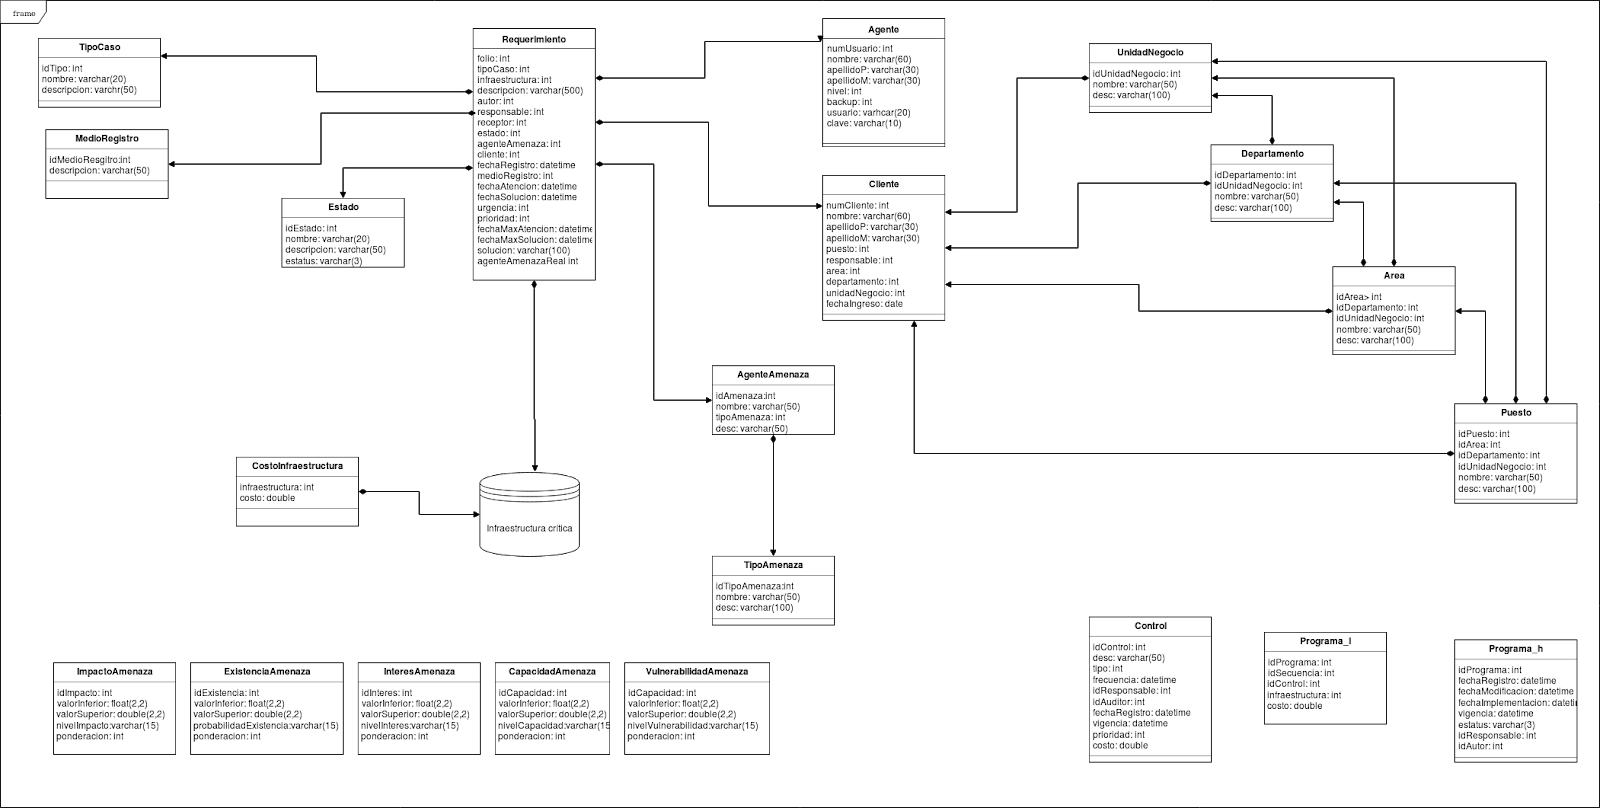 frame
TipoCaso
idTipo: int
nombre: varchar(20)
descripcion: varchr(50)
MedioRegistro
idMedioResgitro:int
descripcion: varchar(50)
Estado
idEstado: int
nombre: varchar(20)
descripcion: varchar(50)
estatus: varchar(3)
Requerimiento
folio: int
tipoCaso: int
infraestructura: int
descripcion: varchar(500)
autor: int
responsable: int
receptor: int
estado: int
agenteAmenaza: int
cliente: int
fechaRegistro: datetime
medioRegistro: int
fechaAtencion: datetime
fechaSolucion: datetime
urgencia: int
prioridad: int
fechaMaxAtencion: datetime
fechaMaxSolucion: datetime
solucion: varchar(100)
agenteAmenazaReal int
Agente
numUsuario: int
nombre: varchar(60)
apellidoP: varchar(30)
apellidoM: varchar(30)
nivel: int
backup: int
usuario: varhcar(20)
clave: varchar(10)
Cliente
numCliente: int
nombre: varchar(60)
apellidoP: varchar(30)
apellidoM: varchar(30)
puesto: int
responsable: int
area: int
departamento: int
unidadNegocio: int
fechaIngreso: date
UnidadNegocio
idUnidadNegocio: int
nombre: varchar(50)
desc: varchar(100)
Departamento
idDepartamento: int
idUnidadNegocio: int
nombre: varchar(50)
desc: varchar(100)
Area
idArea> int
idDepartamento: int
idUnidadNegocio: int
nombre: varchar(50)
desc: varchar(100)
Puesto
idPuesto: int
idArea: int
idDepartamento: int
idUnidadNegocio: int
nombre: varchar(50)
desc: varchar(100)
AgenteAmenaza
idAmenaza:int
nombre: varchar(50)
tipoAmenaza: int
desc: varchar(50)
CostoInfraestructura
infraestructura: int
costo: double
Infraestructura crítica
TipoAmenaza
idTipoAmenaza:int
nombre: varchar(50)
desc: varchar(100)
ImpactoAmenaza
idImpacto: int
valorInferior: float(2,2)
valorSuperior: double(2,2)
nivelImpacto:varchar(15)
ponderacion: int
ExistenciaAmenaza
idExistencia: int
valorInferior: float(2,2)
valorSuperior: double(2,2)
probabilidadExistencia:varchar(15)
ponderacion: int
InteresAmenaza
idInteres: int
valorInferior: float(2,2)
valorSuperior: double(2,2)
nivelInteres:varchar(15)
ponderacion: int
CapacidadAmenaza
idCapacidad: int
valorInferior: float(2,2)
valorSuperior: double(2,2)
nivelCapacidad:varchar(15
ponderacion: int
VulnerabilidadAmenaza
idCapacidad: int
valorInferior: float(2,2)
valorSuperior: double(2,2)
nivelVulnerabilidad:varchar(15)
ponderacion: int
Control
idControl: int
desc: varchar(50)
tipo: int
frecuencia: datetime
idResponsable: int
idAuditor: int
fechaRegistro: datetime
vigencia: datetime
prioridad: int
costo: double
Programa_l
idPrograma: int
idSecuencia: int
idControl: int
infraestructura: int
costo: double
Programa_h
idPrograma: int
fechaRegistro: datetime
fechaModificacion: datetime
fechaImplementacion: dateti
vigencia: datetime
estatus: varchar(3)
idResponsable: int
idAutor: int